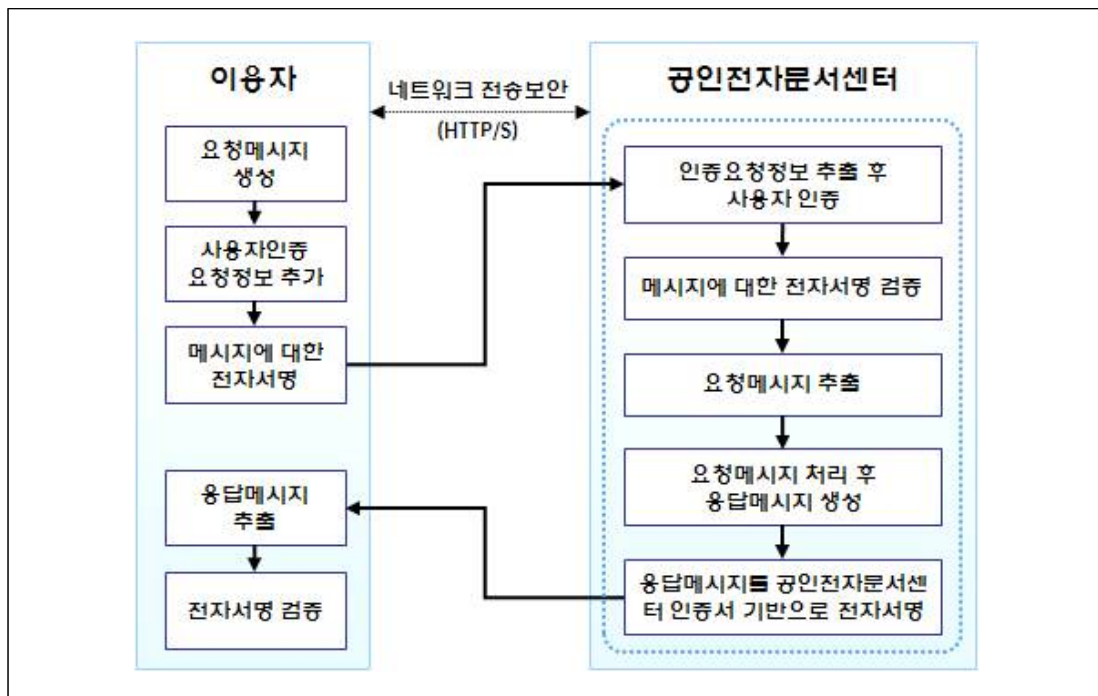 이용자
네트워크 전송보안
(HTTP/S)
공인전자문서센터
요청메시지
생성
사용자인증
요청정보 추가
메시지에 대한
전자서명
인증요청정보 추출 후
사용자 인증
메시지에 대한 전자서명 검증
요청메시지 추출
요청메시지 처리 후
응답메시지 생성
응답메시지를 공인전자문서센
터 인증서 기반으로 전자서명
응답메시지
추출
전자서명 검증